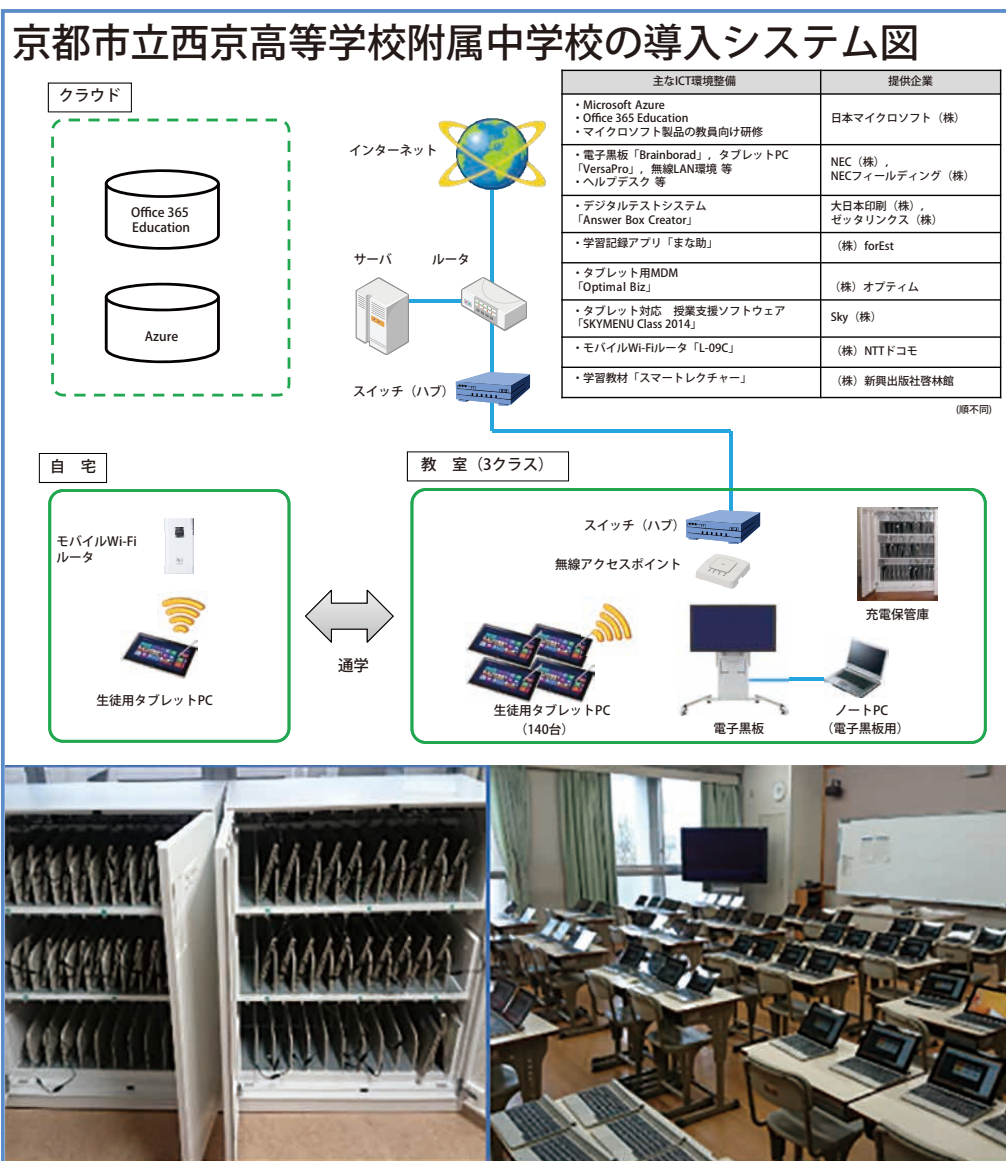 京都市立西京高等学校附属中学校の導入システム図
クラウド
Office 365
Education
Azure
インターネット
サーバ
ルータ
スイッチ（ハブ）
主なICT環境整備
提供企業
・Microsoft Azure
・Office 365 Education
・マイクロソフト製品の教員向け研修
日本マイクロソフト（株）
・電子黒板「Brainborad」，タブレットPC
「VersaPro」，無線LAN環境 等
・ヘルプデスク 等
NEC（株）,
NECフィールディング（株）
・デジタルテストシステム
「Answer Box Creator」
大日本印刷（株）,
ゼッタリンクス（株）
・学習記録アプリ「まな助」
（株）forEst
・タブレット用MDM
「Optimal Biz」
（株）オプティム
・タブレット対応　授業支援ソフトウェア
「SKYMENU Class 2014」
Sky（株）
・モバイルWi-Fiルータ「L-09C」
（株）NTTドコモ
・学習教材「スマートレクチャー」
（株）新興出版社啓林館
(順不同)
自　宅
モバイルWi-Fi
ルータ
生徒用タブレットPC
通学
教　室（3クラス）
スイッチ（ハブ）
無線アクセスポイント
充電保管庫
生徒用タブレットPC
（140台）
電子黒板
ノートPC
（電子黒板用）